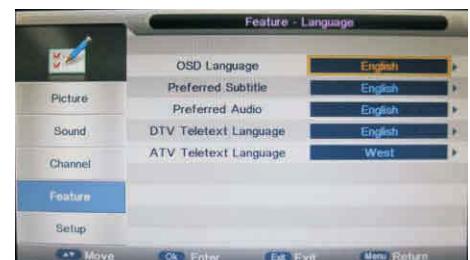 Feature - Language
OSD Language English
Preferred Subtitle English
Preferred Audio English
DTV Teletext Language English
ATV Teletext Language West
Picture
Sound
Channel
Feature
Setup
Move Ok Enter Exit Exit Menu Return